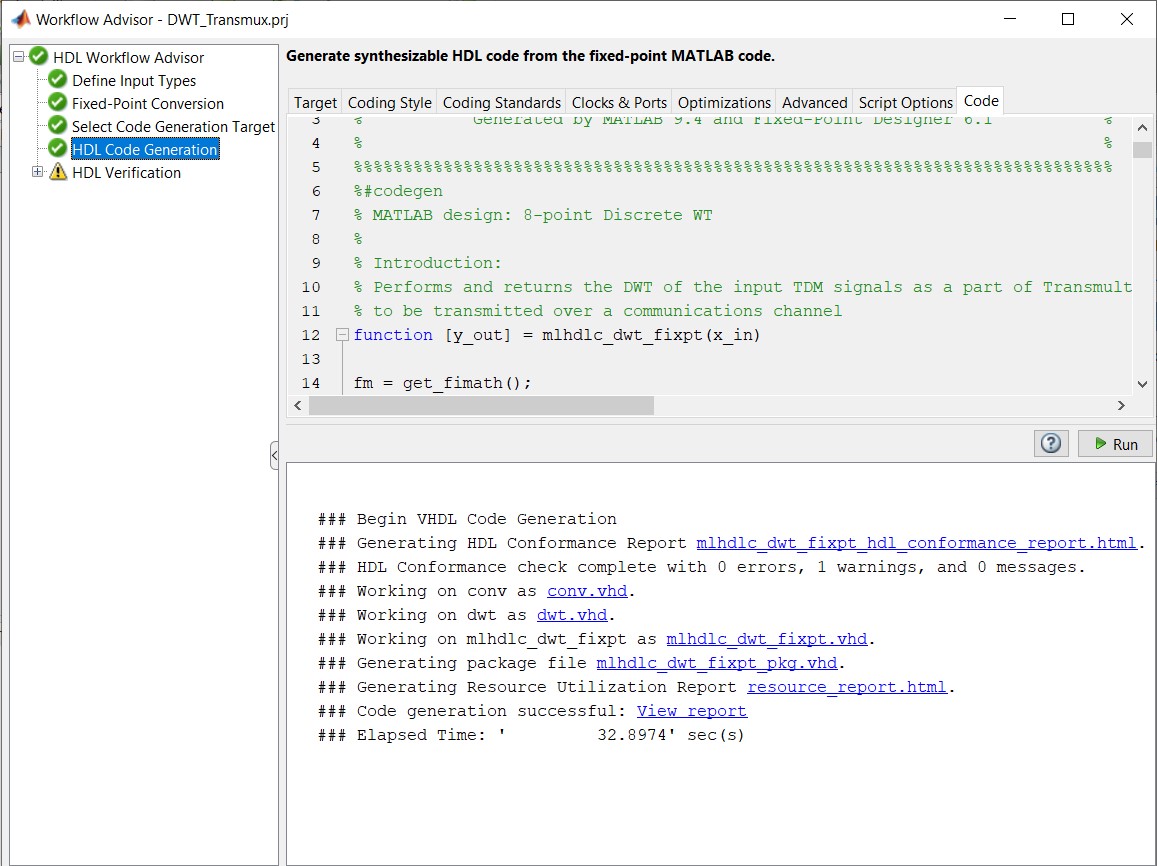 Workflow Advisor - DWT_Transmux.prj
HDL Workflow Advisor
Define Input Types
Fixed-Point Conversion
Select Code Generation Target
HDL Code Generation
HDL Verification
Generate synthesizable HDL code from the fixed-point MATLAB code.
Target Coding Style Coding Standards Clocks & Ports Optimizations Advanced Script Options Code
3 % Generated by MATLAB 9.4 and Fixed-Point Designer 6.1 %
4 % %
5 %%%%%%%%%%%%%%%%%%%%%%%%%%%%%%%%%%%%%%%%%%%%%%%%%%%%%%%%%%%%%%%%%%%%%%%%%%%%%%
6 %#codegen
7 % MATLAB design: 8-point Discrete WT
8 %
9 % Introduction:
10 % Performs and returns the DWT of the input TDM signals as a part of Transmult
11 % to be transmitted over a communications channel
12 function [y_out] = mlhdlc_dwt_fixpt(x_in)
13
14 fm = get_fimath();
? Run
### Begin VHDL Code Generation
### Generating HDL Conformance Report mlhdlc_dwt_fixpt_hdl_conformance_report.html.
### HDL Conformance check complete with 0 errors, 1 warnings, and 0 messages.
### Working on conv as conv.vhd.
### Working on dwt as dwt.vhd.
### Working on mlhdlc_dwt_fixpt as mlhdlc_dwt_fixpt.vhd.
### Generating package file mlhdlc_dwt_fixpt_pkg.vhd.
### Generating Resource Utilization Report resource_report.html.
### Code generation successful: View report
### Elapsed Time: ' 32.8974' sec(s)